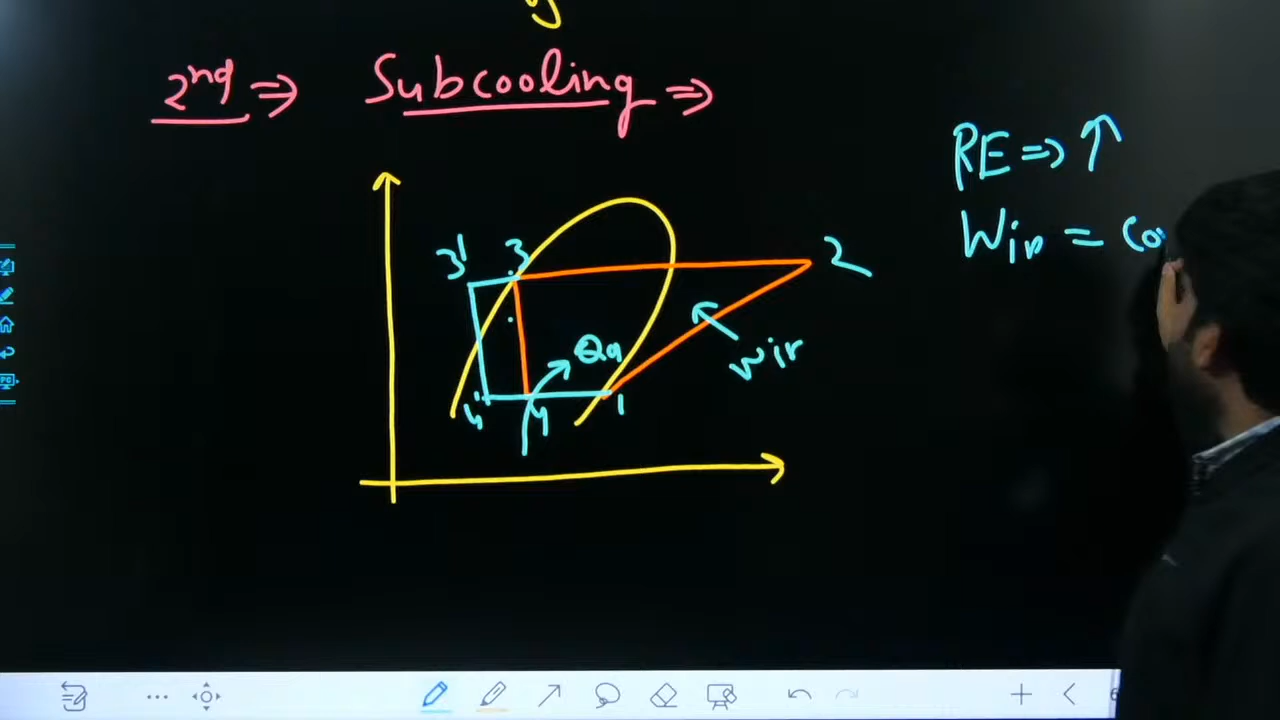 2nd ⇒ Subcooling ⇒
RE ⇒ ↑
Win = Co
3' 3 2
Qa
Win
4' 4 1